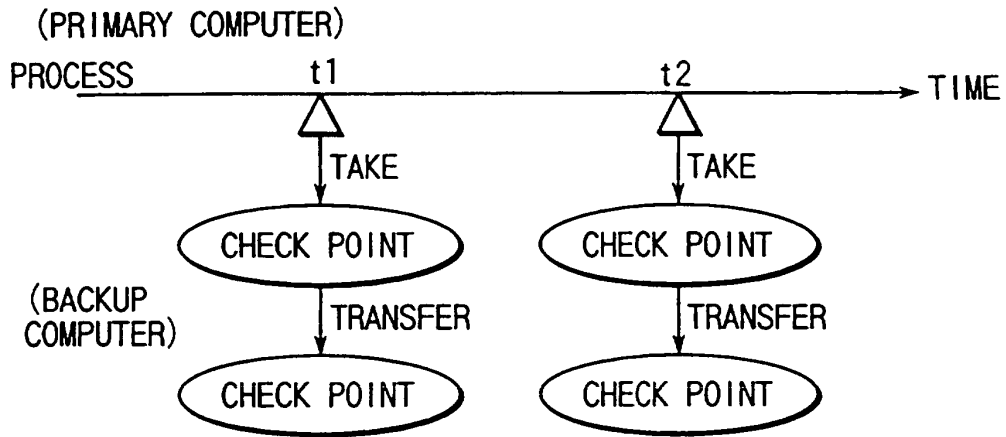 (PRIMARY COMPUTER)
PROCESS t1 t2 TIME
TAKE TAKE
CHECK POINT CHECK POINT
(BACKUP
COMPUTER)
TRANSFER TRANSFER
CHECK POINT CHECK POINT